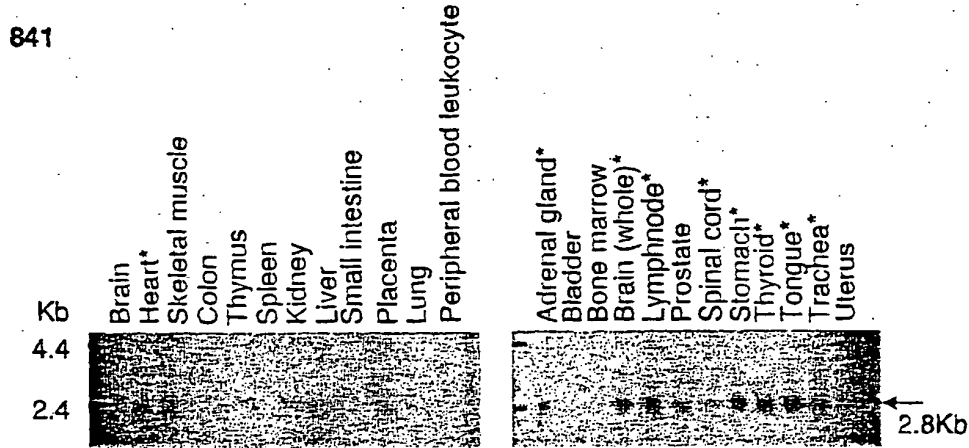 841
Kb
Brain
Heart*
Skeletal muscle
Colon
Thymus
Spleen
Kidney
Liver
Small intestine
Placenta
Lung
Peripheral blood leukocyte
Adrenal gland*
Bladder
Bone marrow
Brain (whole)*
Lymphnode*
Prostate
Spinal cord*
Stomach*
Thyroid*
Tongue*
Trachea*
Uterus
4.4
2.4
2.8Kb